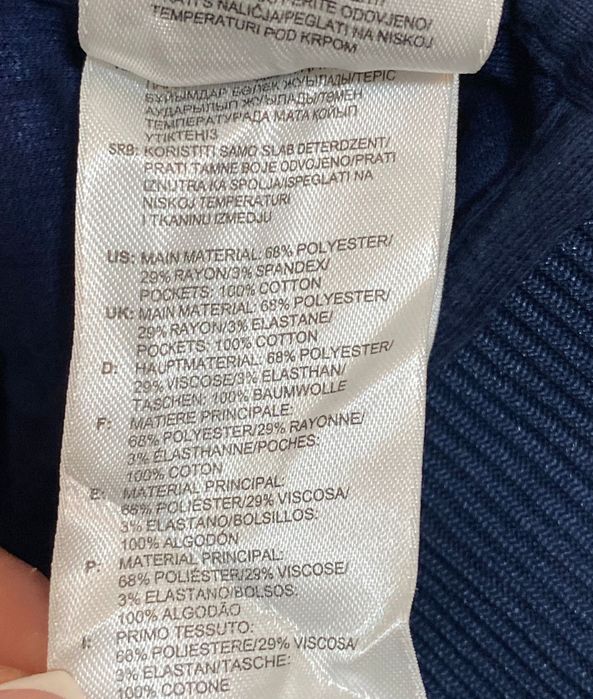 NALIČJA/PEGLATI NA NISKOJ
TEMPERATURI POD KRPOM
БҰЙЫМДАР БӨЛЕК ЖУЫЛАДЫ/ТЕРІС
АУДАРЫЛЫП ЖУЫЛАДЫ/ТӨМЕН
ТЕМПЕРАТУРАДА МАТА ҚОЙЫП
ҮТІКТЕҢІЗ
SRB: KORISTITI SAMO SLAB DETERDZENT/
PRATI TAMNE BOJE ODVOJENO/PRATI
IZNUTRA KA SPOLJA/ISPEGLATI NA
NISKOJ TEMPERATURI
I TKANINU IZMEDJU
US: MAIN MATERIAL: 68% POLYESTER/
29% RAYON/3% SPANDEX/
POCKETS: 100% COTTON
UK: MAIN MATERIAL: 68% POLYESTER/
29% RAYON/3% ELASTANE/
POCKETS: 100% COTTON
D: HAUPTMATERIAL: 68% POLYESTER/
29% VISCOSE/3% ELASTHAN/
TASCHEN: 100% BAUMWOLLE
F: MATIERE PRINCIPALE:
68% POLYESTER/29% RAYONNE/
3% ELASTHANNE/POCHES:
100% COTON
E: MATERIAL PRINCIPAL:
68% POLIÉSTER/29% VISCOSA/
3% ELASTANO/BOLSILLOS:
100% ALGODÓN
P: MATERIAL PRINCIPAL:
68% POLIÉSTER/29% VISCOSE/
3% ELASTANO/BOLSOS:
100% ALGODÃO
I: PRIMO TESSUTO:
68% POLIESTERE/29% VISCOSA/
3% ELASTAN/TASCHE:
100% COTONE